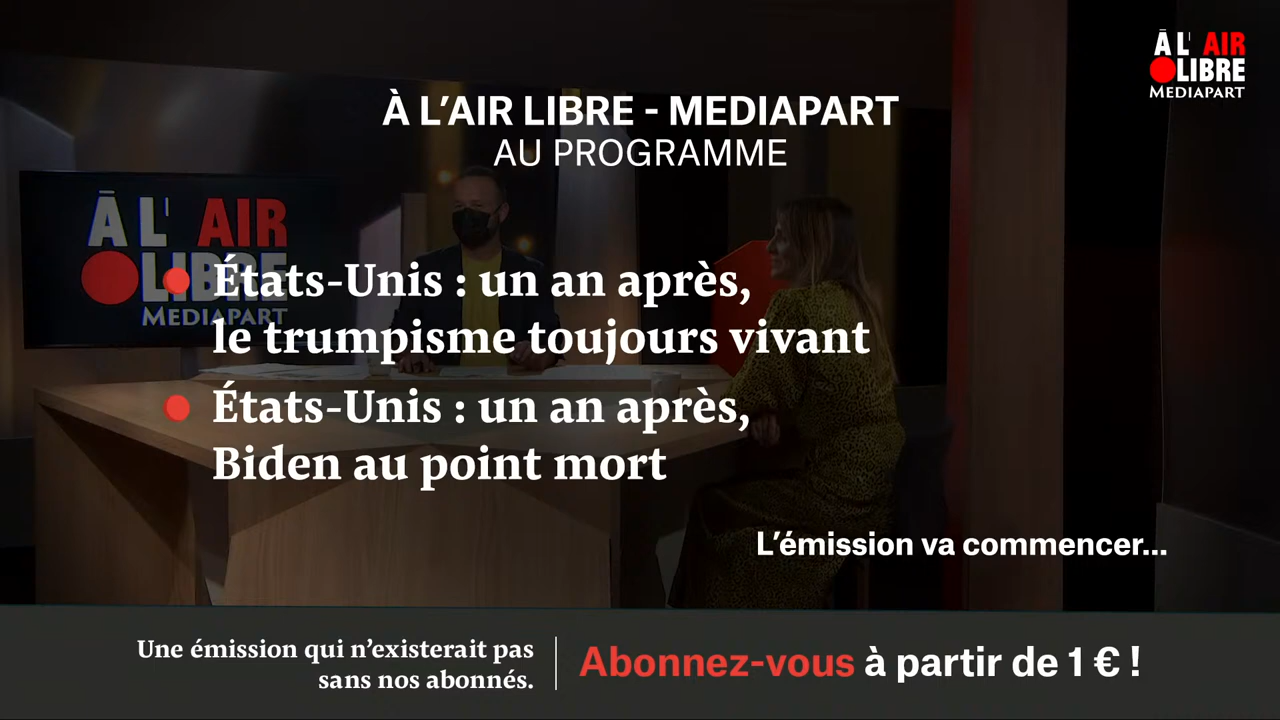 À L' AIR
LIBRE
MEDIAPART
À L’AIR LIBRE - MEDIAPART
AU PROGRAMME
À L' AIR
LIBRE
MEDIAPART
États-Unis : un an après,
le trumpisme toujours vivant
États-Unis : un an après,
Biden au point mort
L’émission va commencer...
Une émission qui n’existerait pas
sans nos abonnés.
Abonnez-vous à partir de 1 € !